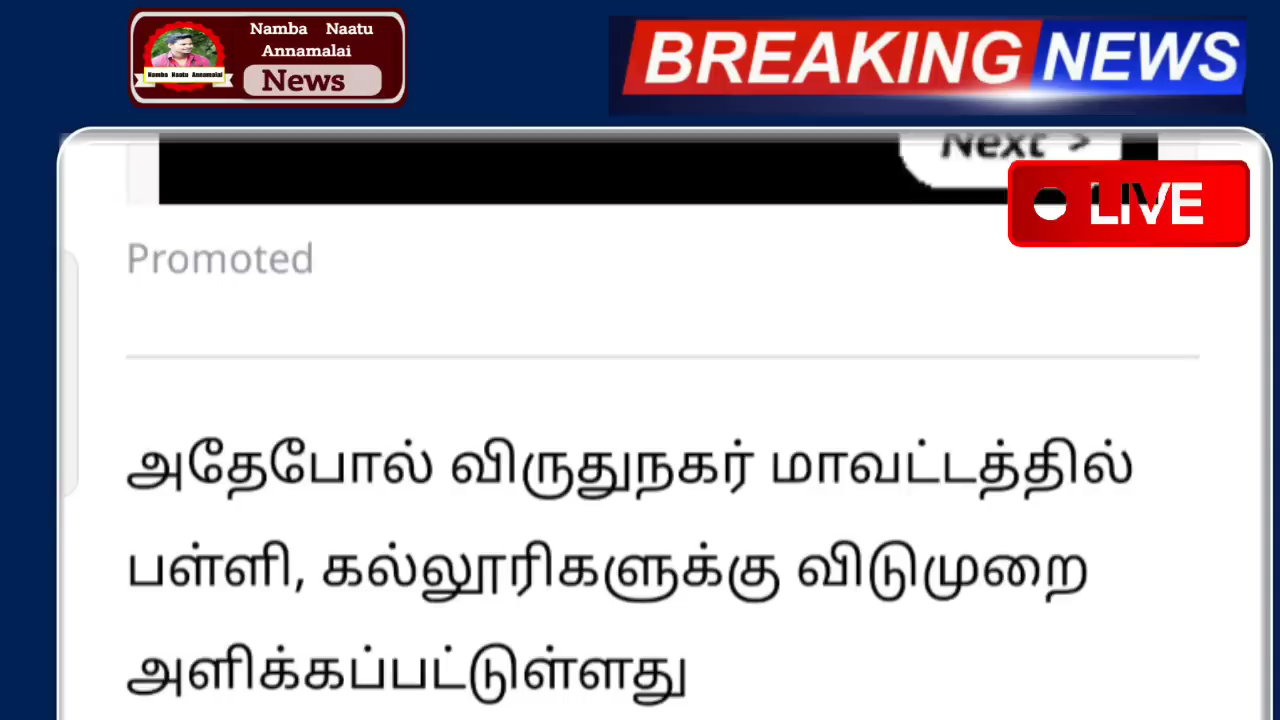 Namba Naatu
Annamalai
News
Namba Naatu Annamalai
BREAKING NEWS
Next >
LIVE
Promoted
அதேபோல் விருதுநகர் மாவட்டத்தில்
பள்ளி, கல்லூரிகளுக்கு விடுமுறை
அளிக்கப்பட்டுள்ளது